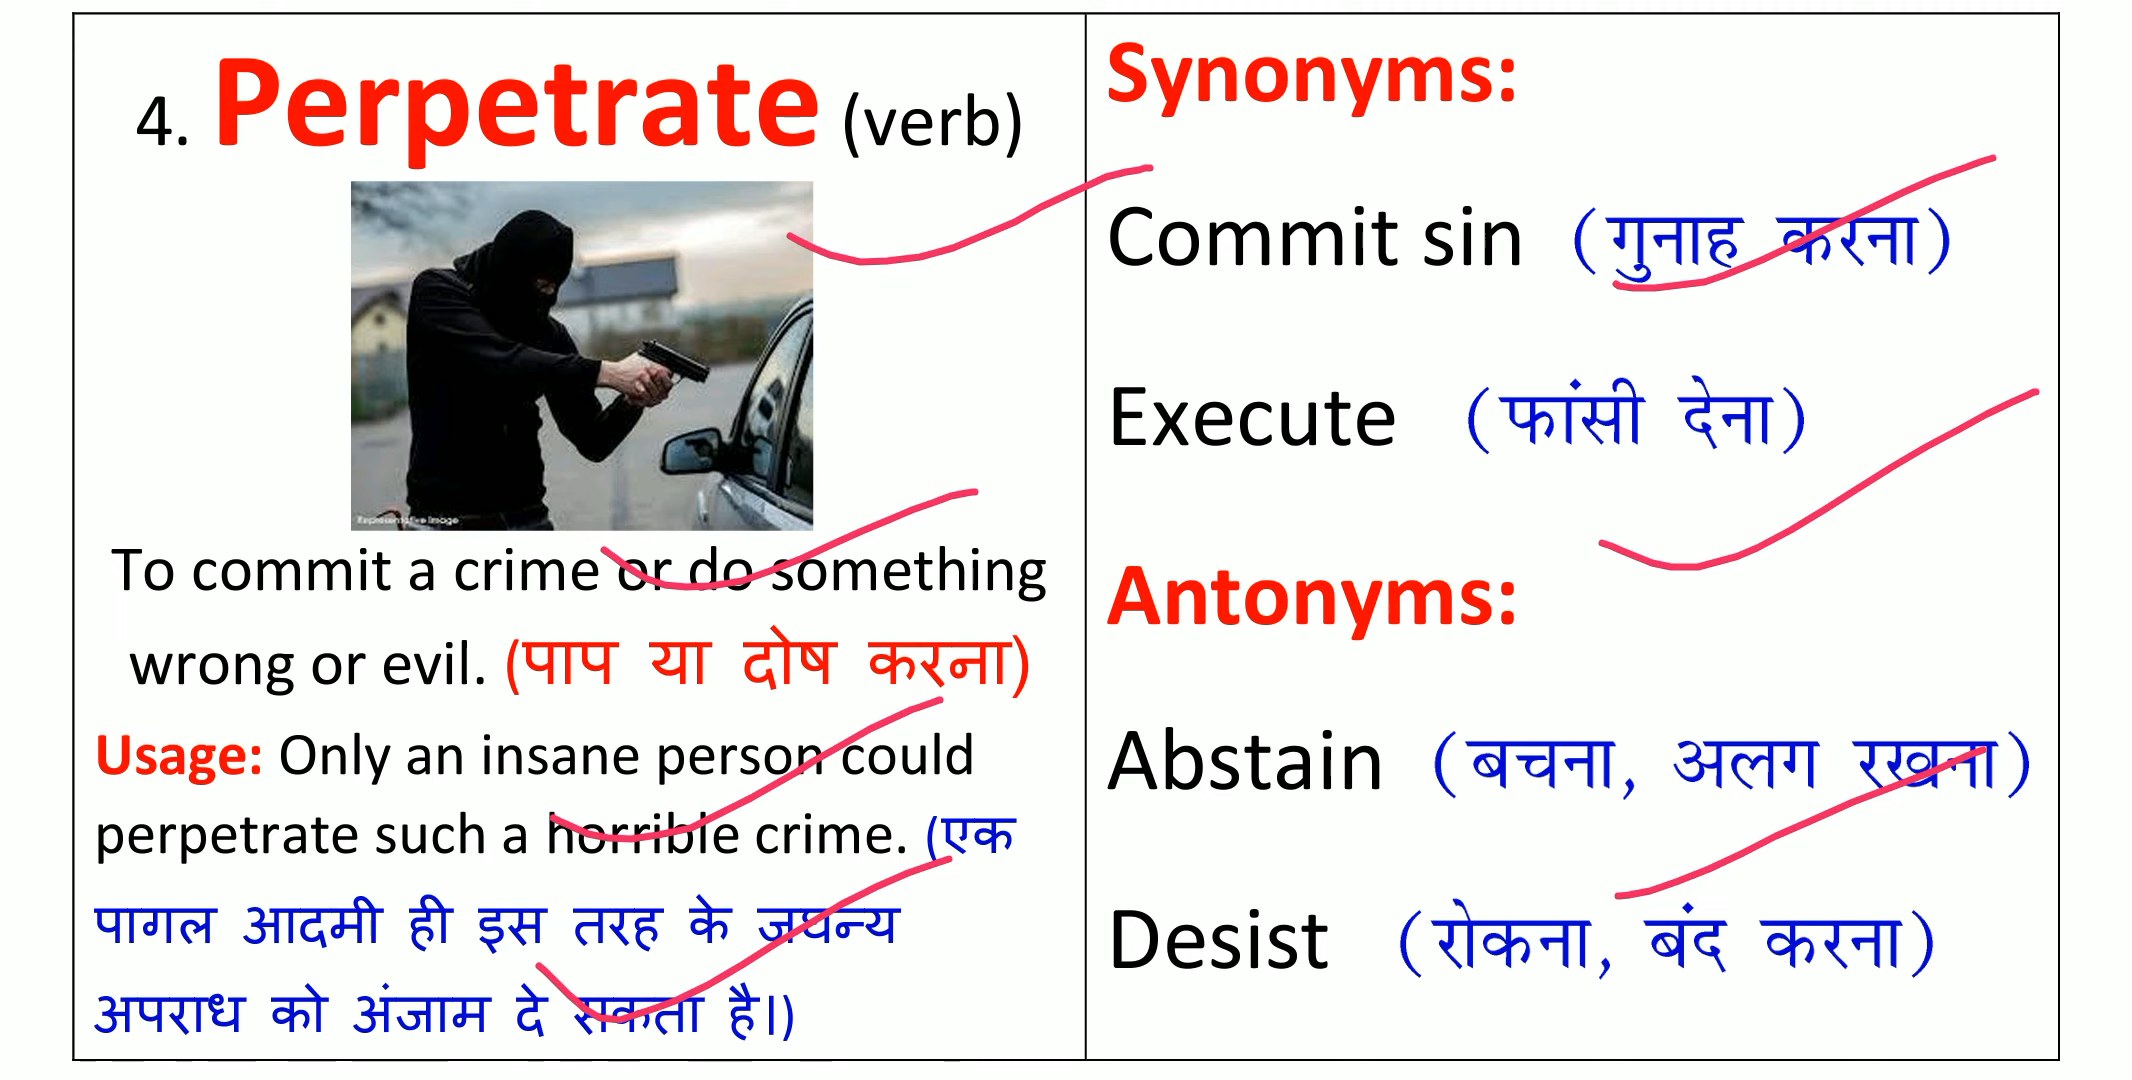 4. Perpetrate (verb)
Representative Image
To commit a crime or do something
wrong or evil. (पाप या दोष करना)
Usage: Only an insane person could
perpetrate such a horrible crime. (एक
पागल आदमी ही इस तरह के जघन्य
अपराध को अंजाम दे सकता है।)
Synonyms:
Commit sin (गुनाह करना)
Execute (फांसी देना)
Antonyms:
Abstain (बचना, अलग रखना)
Desist (रोकना, बंद करना)